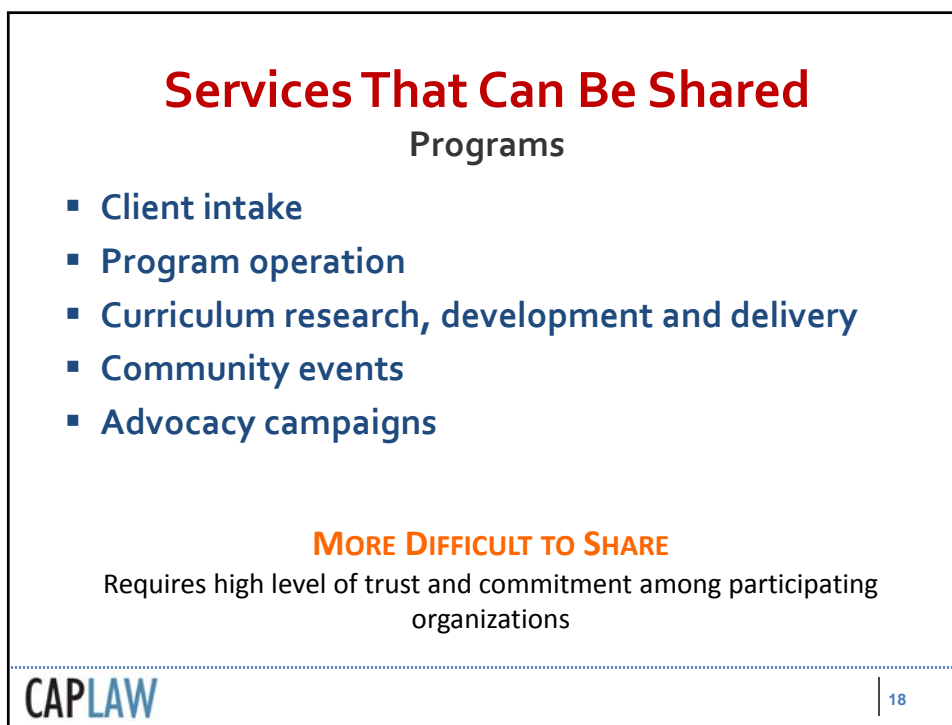 Services That Can Be Shared
Programs
▪ Client intake
▪ Program operation
▪ Curriculum research, development and delivery
▪ Community events
▪ Advocacy campaigns
MORE DIFFICULT TO SHARE
Requires high level of trust and commitment among participating
organizations
CAPLAW
18